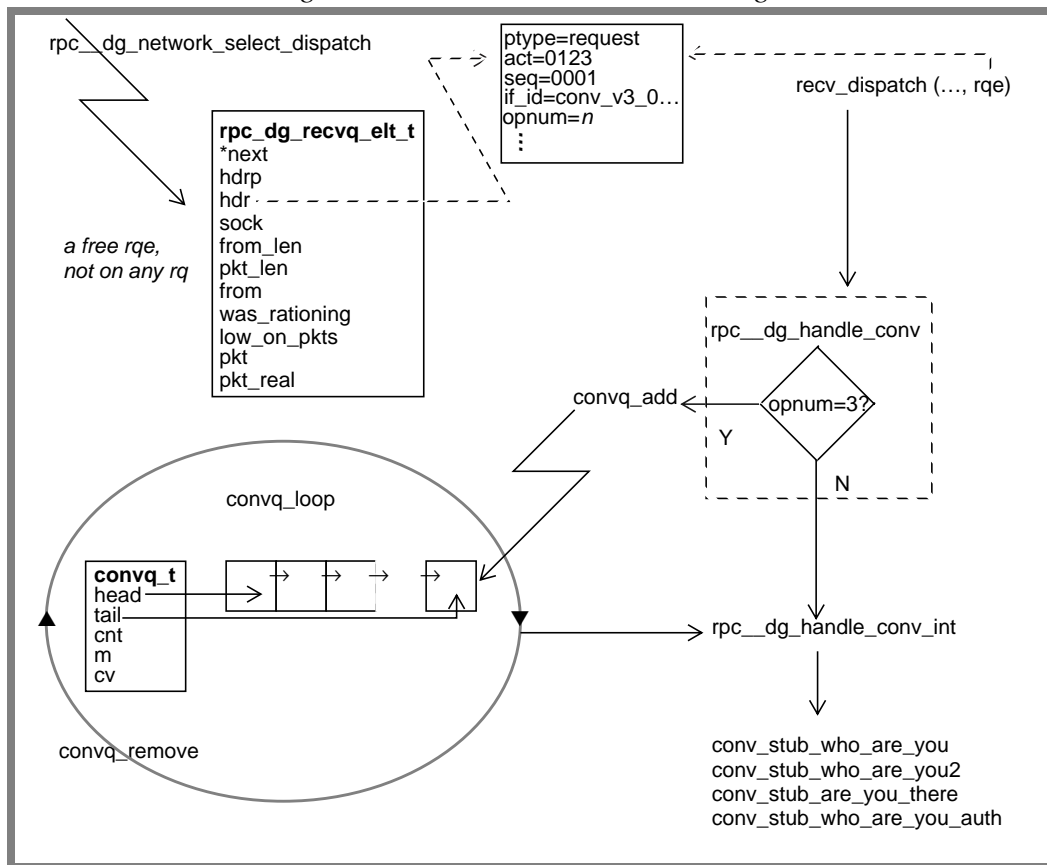 rpc__dg_network_select_dispatch
ptype=request
act=0123
seq=0001
if_id=conv_v3_0…
opnum=n
⋮
recv_dispatch (…, rqe)
rpc_dg_recvq_elt_t
*next
hdrp
hdr
sock
from_len
pkt_len
from
was_rationing
low_on_pkts
pkt
pkt_real
a free rqe,
not on any rq
rpc__dg_handle_conv
opnum=3?
convq_add
Y
N
convq_loop
convq_t
head
tail
cnt
m
cv
convq_remove
rpc__dg_handle_conv_int
conv_stub_who_are_you
conv_stub_who_are_you2
conv_stub_are_you_there
conv_stub_who_are_you_auth